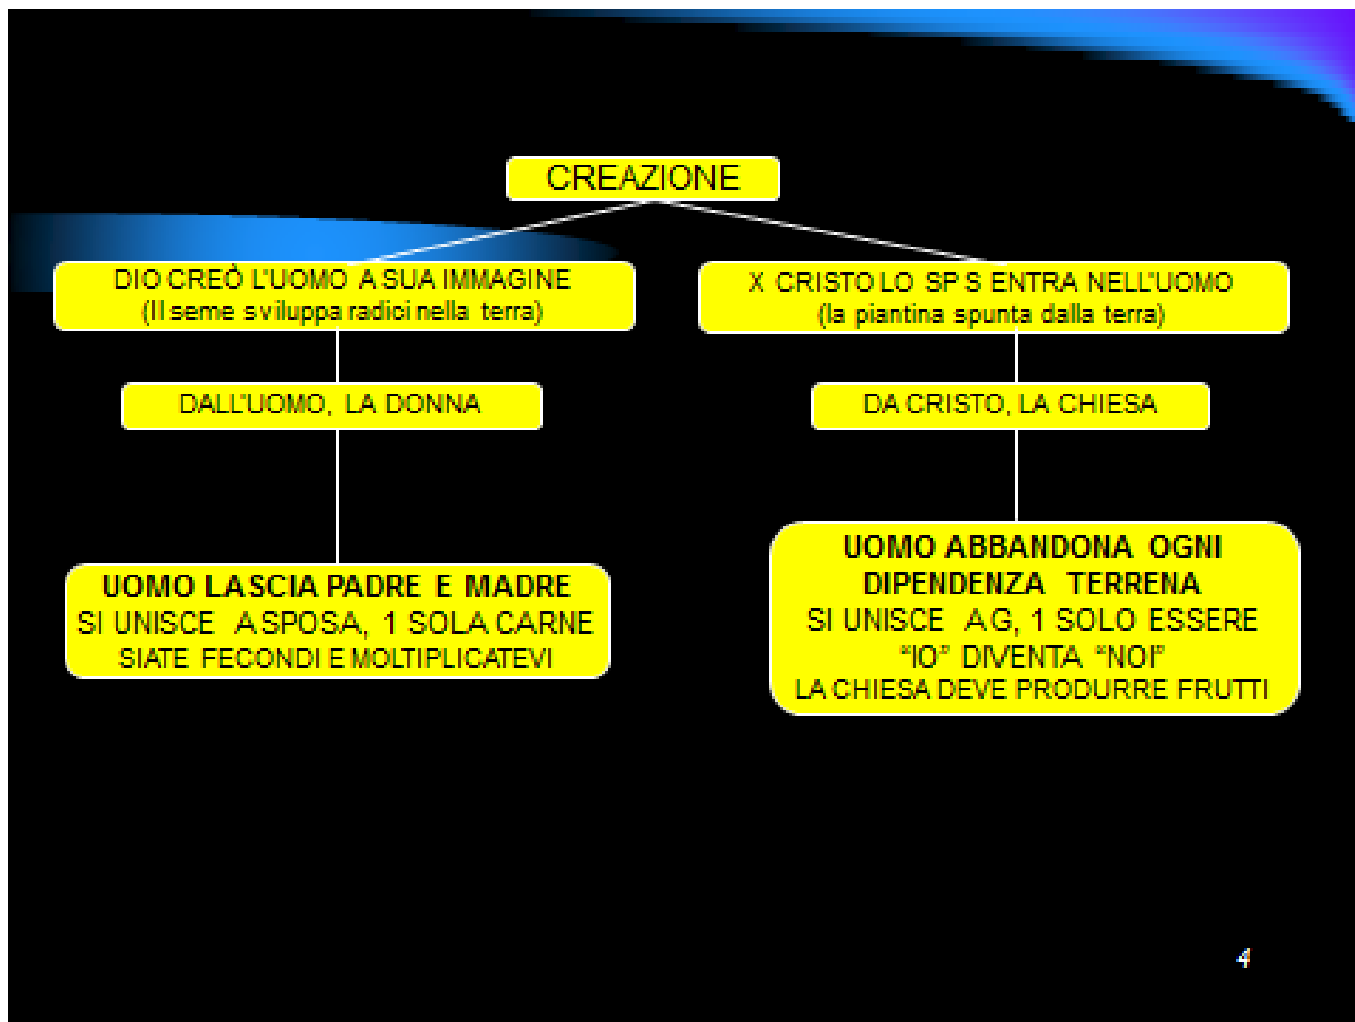 CREAZIONE
DIO CREÒ L'UOMO A SUA IMMAGINE
(Il seme sviluppa radici nella terra)
X CRISTO LO SP S ENTRA NELL'UOMO
(la piantina spunta dalla terra)
DALL'UOMO, LA DONNA
DA CRISTO, LA CHIESA
UOMO LASCIA PADRE E MADRE
SI UNISCE A SPOSA, 1 SOLA CARNE
SIATE FECONDI E MOLTIPLICATEVI
UOMO ABBANDONA OGNI
DIPENDENZA TERRENA
SI UNISCE A G, 1 SOLO ESSERE
“IO” DIVENTA “NOI”
LA CHIESA DEVE PRODURRE FRUTTI
4